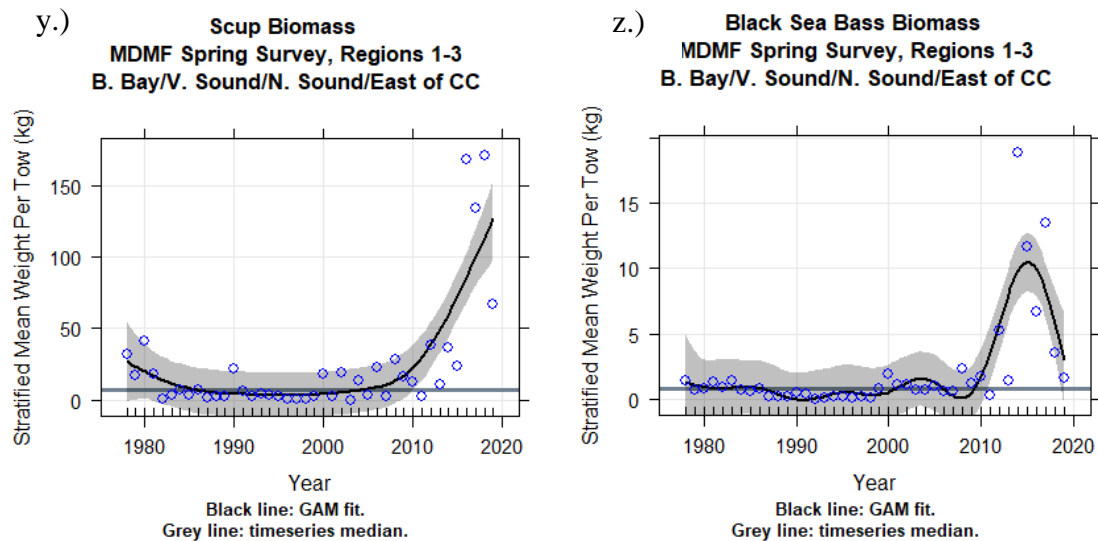 y.)
Scup Biomass
MDMF Spring Survey, Regions 1-3
B. Bay/V. Sound/N. Sound/East of CC
Stratified Mean Weight Per Tow (kg)
150
100
50
0
1980 1990 2000 2010 2020
Year
Black line: GAM fit.
Grey line: timeseries median.
z.)
Black Sea Bass Biomass
MDMF Spring Survey, Regions 1-3
B. Bay/V. Sound/N. Sound/East of CC
Stratified Mean Weight Per Tow (kg)
15
10
5
0
1980 1990 2000 2010 2020
Year
Black line: GAM fit.
Grey line: timeseries median.